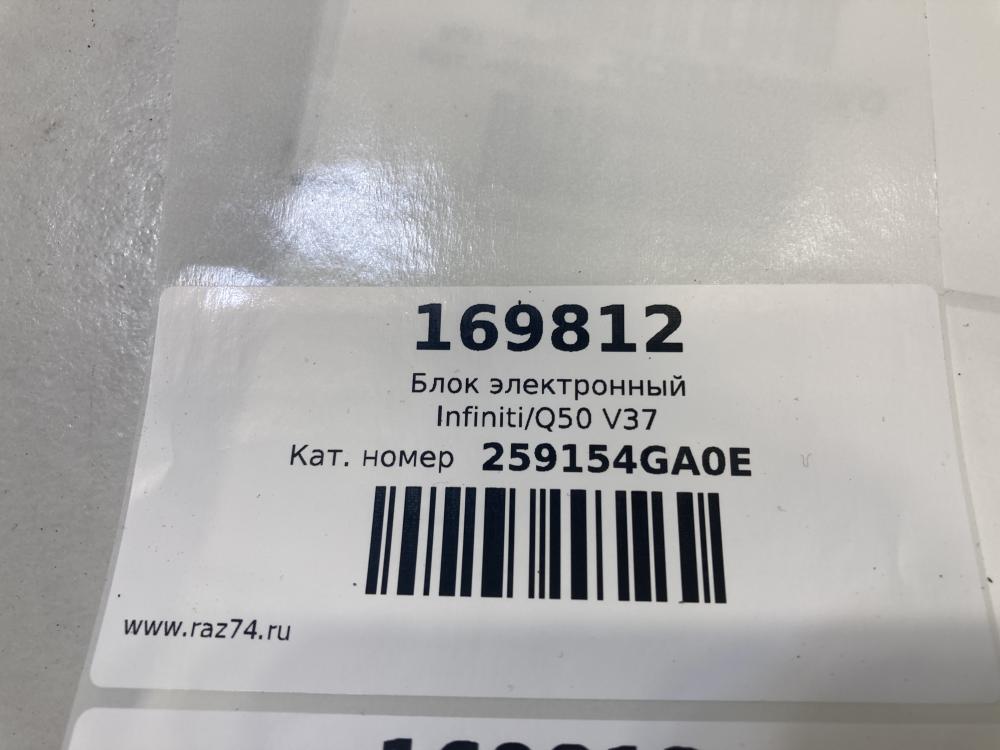 169812
Блок электронный
Infiniti/Q50 V37
Кат. номер 259154GA0E
www.raz74.ru